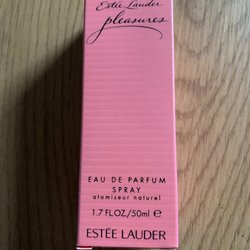 Estée Lauder
pleasures
EAU DE PARFUM
SPRAY
atomiseur naturel
1.7 FL.OZ/50ml e
ESTĒE LAUDER